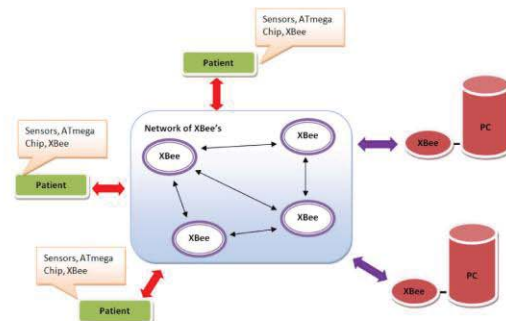 Sensors, ATmega
Chip, XBee
Patient
Sensors, ATmega
Chip, XBee
Patient
Sensors, ATmega
Chip, XBee
Patient
Network of XBee's
XBee
XBee
XBee
XBee
XBee
PC
XBee
PC